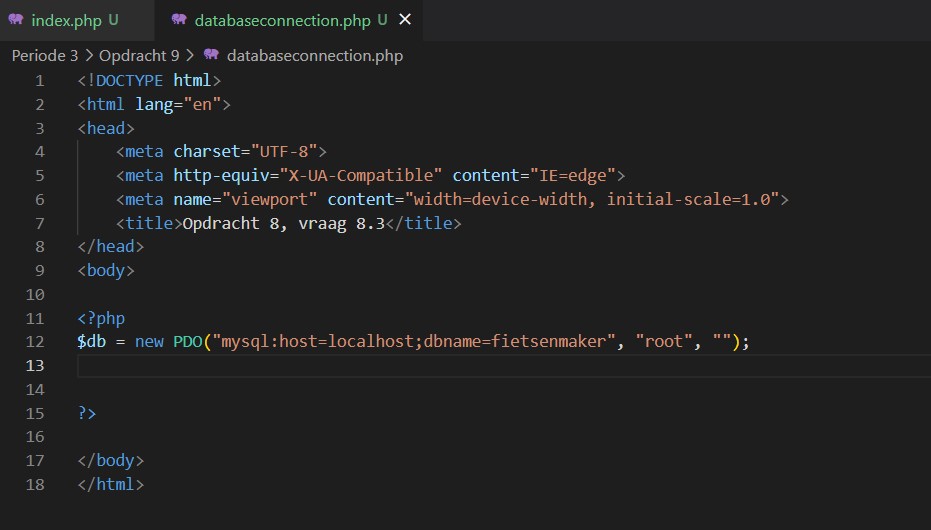 index.php U databaseconnection.php U ×
Periode 3 > Opdracht 9 > databaseconnection.php
1 <!DOCTYPE html>
2 <html lang="en">
3 <head>
4 <meta charset="UTF-8">
5 <meta http-equiv="X-UA-Compatible" content="IE=edge">
6 <meta name="viewport" content="width=device-width, initial-scale=1.0">
7 <title>Opdracht 8, vraag 8.3</title>
8 </head>
9 <body>
10
11 <?php
12 $db = new PDO("mysql:host=localhost;dbname=fietsenmaker", "root", "");
13
14
15 ?>
16
17 </body>
18 </html>